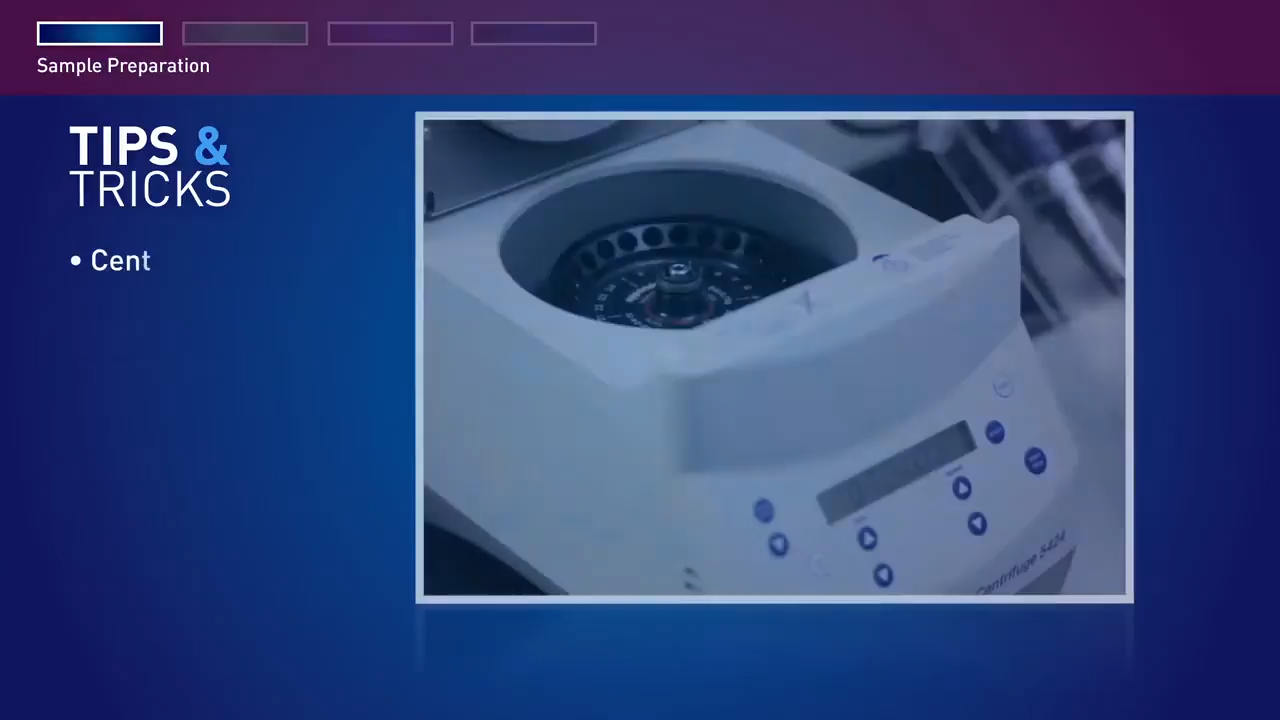 Sample Preparation
TIPS &
TRICKS
• Cent
Centrifuge 5424